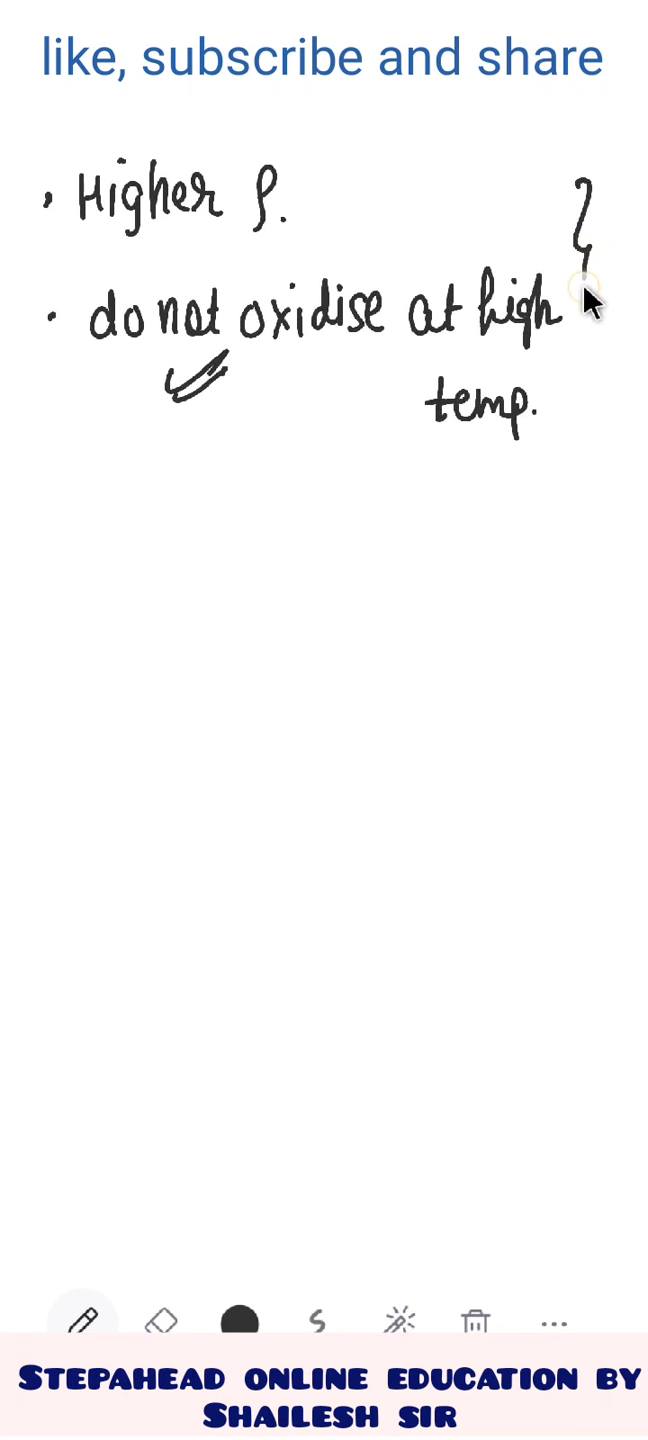 like, subscribe and share
· Higher ρ.
· do not oxidise at high
temp.
STEPAHEAD ONLINE EDUCATION BY
SHAILESH SIR